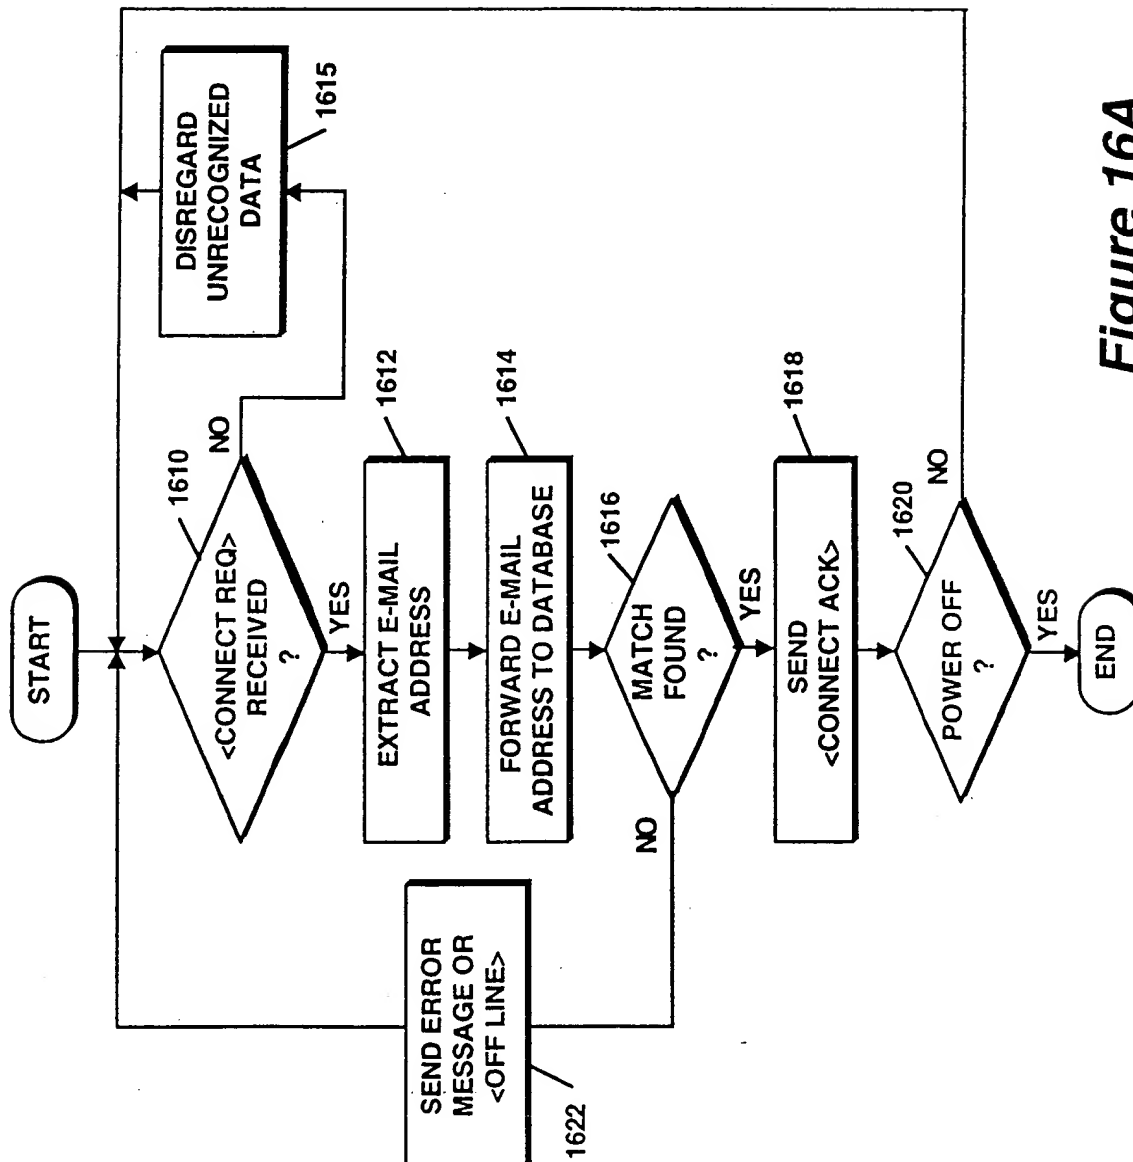 START
<CONNECT REQ>
RECEIVED
?
1610
NO
YES
DISREGARD
UNRECOGNIZED
DATA
1615
EXTRACT E-MAIL
ADDRESS
1612
FORWARD E-MAIL
ADDRESS TO DATABASE
1614
MATCH
FOUND
?
1616
NO
YES
SEND ERROR
MESSAGE OR
<OFF LINE>
1622
SEND
<CONNECT ACK>
1618
POWER OFF
?
1620
NO
YES
END
Figure 16A